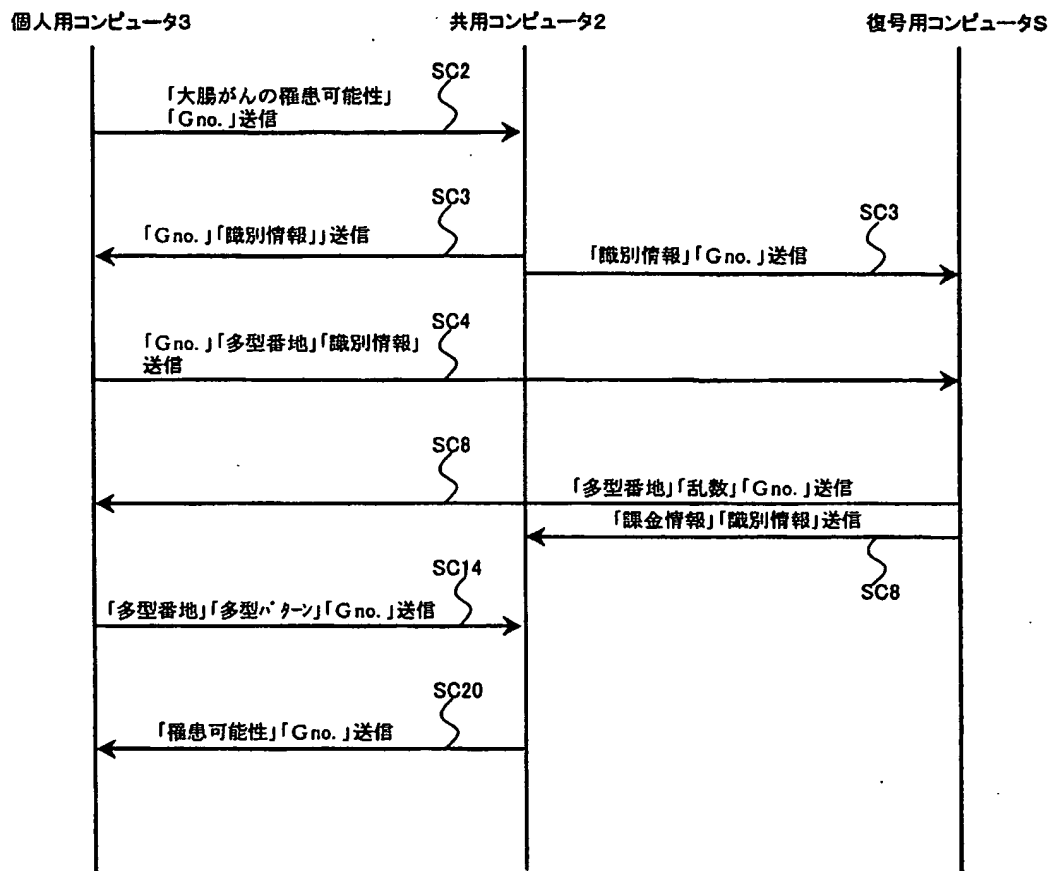 個人用コンピュータ3
共用コンピュータ2
復号用コンピュータS
SC2
「大腸がんの罹患可能性」
「Gno.」送信
SC3
「Gno.」「識別情報」」送信
SC3
「識別情報」「Gno.」送信
SC4
「Gno.」「多型番地」「識別情報」
送信
SC8
「多型番地」「乱数」「Gno.」送信
「課金情報」「識別情報」送信
SC8
SC14
「多型番地」「多型パターン」「Gno.」送信
SC20
「罹患可能性」「Gno.」送信